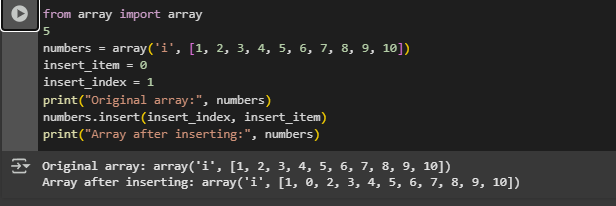 from array import array
5
numbers = array('i', [1, 2, 3, 4, 5, 6, 7, 8, 9, 10])
insert_item = 0
insert_index = 1
print("Original array:", numbers)
numbers.insert(insert_index, insert_item)
print("Array after inserting:", numbers)
Original array: array('i', [1, 2, 3, 4, 5, 6, 7, 8, 9, 10])
Array after inserting: array('i', [1, 0, 2, 3, 4, 5, 6, 7, 8, 9, 10])